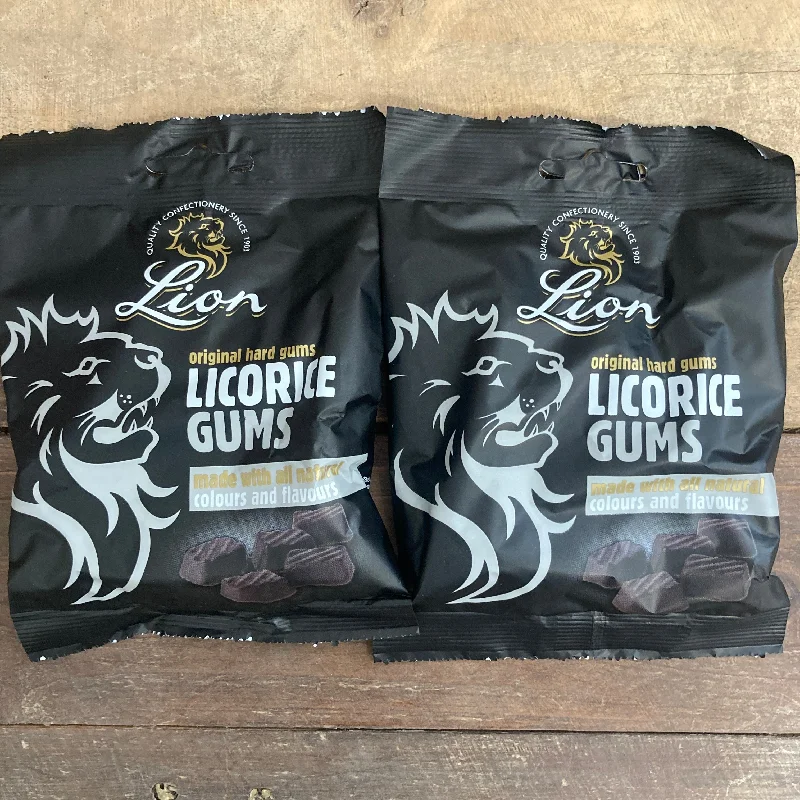 QUALITY CONFECTIONERY SINCE 1903
Lion
original hard gums
LICORICE
GUMS
made with all natural
colours and flavours
QUALITY CONFECTIONERY SINCE 1903
Lion
original hard gums
LICORICE
GUMS
made with all natural
colours and flavours